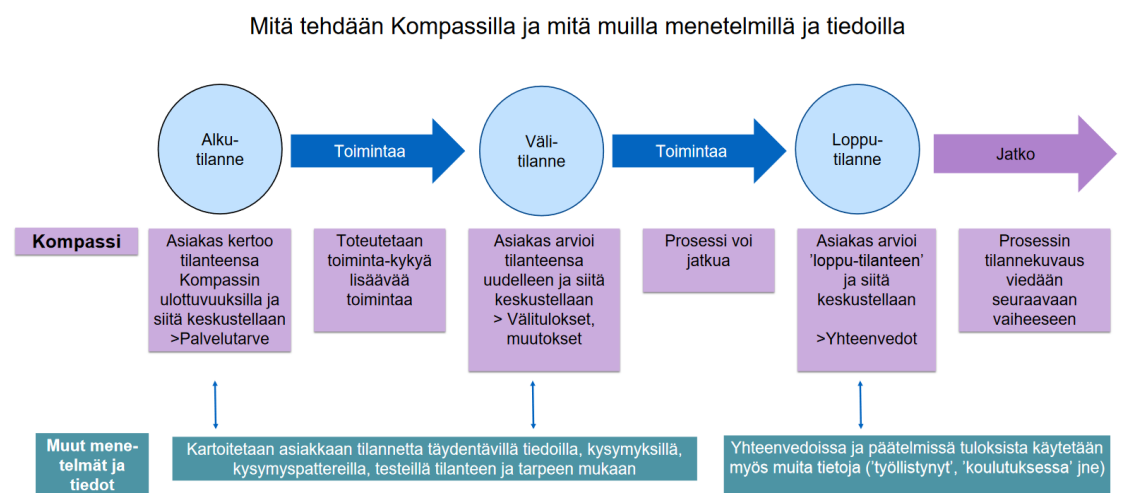 Mitä tehdään Kompassilla ja mitä muilla menetelmillä ja tiedoilla
Alku-
tilanne
Toimintaa
Väli-
tilanne
Toimintaa
Loppu-
tilanne
Jatko
Kompassi
Asiakas kertoo
tilanteensa
Kompassin
ulottuvuuksilla ja
siitä keskustellaan
>Palvelutarve
Toteutetaan
toiminta-kykyä
lisäävää
toimintaa
Asiakas arvioi
tilanteensa
uudelleen ja siitä
keskustellaan
> Välitulokset,
muutokset
Prosessi voi
jatkua
Asiakas arvioi
’loppu-tilanteen’
ja siitä
keskustellaan
>Yhteenvedot
Prosessin
tilannekuvaus
viedään
seuraavaan
vaiheeseen
Muut mene-
telmät ja
tiedot
Kartoitetaan asiakkaan tilannetta täydentävillä tiedoilla, kysymyksillä,
kysymyspattereilla, testeillä tilanteen ja tarpeen mukaan
Yhteenvedoissa ja päätelmissä tuloksista käytetään
myös muita tietoja (’työllistynyt’, ’koulutuksessa’ jne)